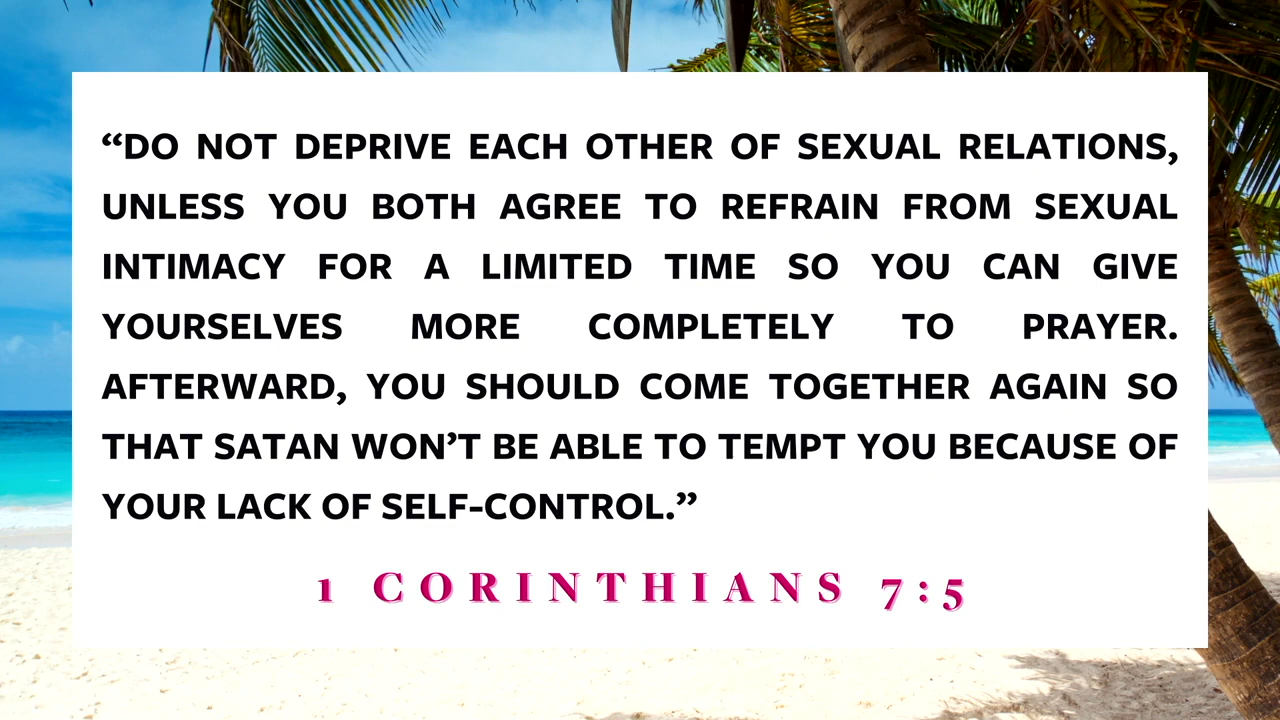 “DO NOT DEPRIVE EACH OTHER OF SEXUAL RELATIONS,
UNLESS YOU BOTH AGREE TO REFRAIN FROM SEXUAL
INTIMACY FOR A LIMITED TIME SO YOU CAN GIVE
YOURSELVES MORE COMPLETELY TO PRAYER.
AFTERWARD, YOU SHOULD COME TOGETHER AGAIN SO
THAT SATAN WON’T BE ABLE TO TEMPT YOU BECAUSE OF
YOUR LACK OF SELF-CONTROL.”
1 CORINTHIANS 7:5